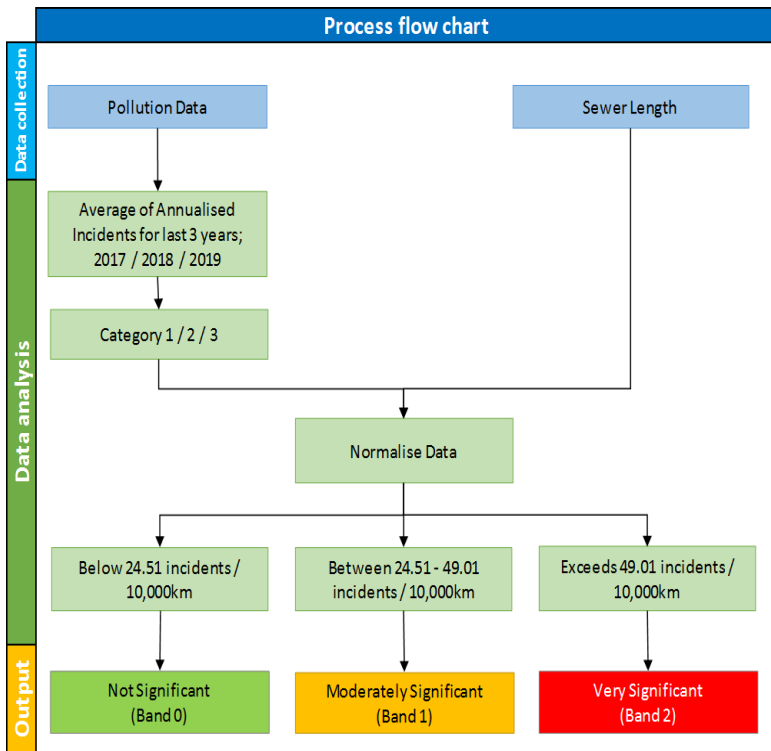 Process flow chart
Data collection
Pollution Data
Sewer Length
Data analysis
Average of Annualised
Incidents for last 3 years;
2017 / 2018 / 2019
Category 1 / 2 / 3
Normalise Data
Below 24.51 incidents /
10,000km
Between 24.51 - 49.01
incidents / 10,000km
Exceeds 49.01 incidents /
10,000km
Output
Not Significant
(Band 0)
Moderately Significant
(Band 1)
Very Significant
(Band 2)